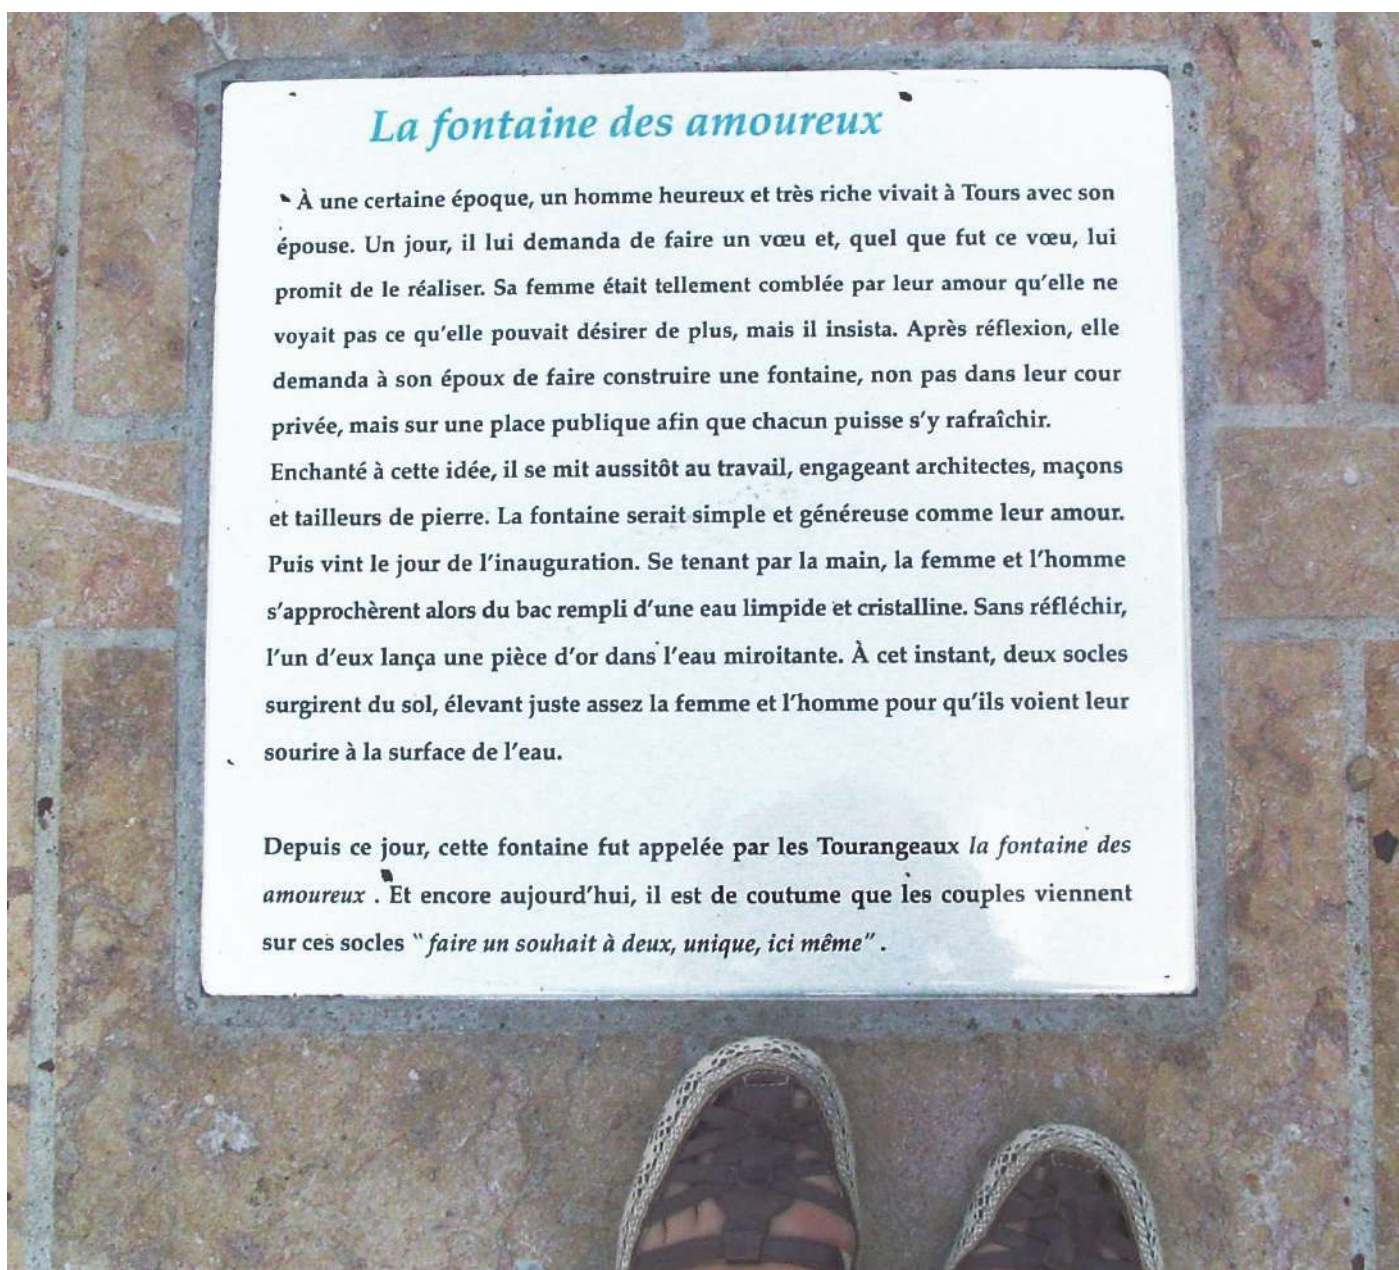 La fontaine des amoureux
À une certaine époque, un homme heureux et très riche vivait à Tours avec son
épouse. Un jour, il lui demanda de faire un vœu et, quel que fut ce vœu, lui
promit de le réaliser. Sa femme était tellement comblée par leur amour qu'elle ne
voyait pas ce qu'elle pouvait désirer de plus, mais il insista. Après réflexion, elle
demanda à son époux de faire construire une fontaine, non pas dans leur cour
privée, mais sur une place publique afin que chacun puisse s'y rafraîchir.
Enchanté à cette idée, il se mit aussitôt au travail, engageant architectes, maçons
et tailleurs de pierre. La fontaine serait simple et généreuse comme leur amour.
Puis vint le jour de l'inauguration. Se tenant par la main, la femme et l'homme
s'approchèrent alors du bac rempli d'une eau limpide et cristalline. Sans réfléchir,
l'un d'eux lança une pièce d'or dans l'eau miroitante. À cet instant, deux socles
surgirent du sol, élevant juste assez la femme et l'homme pour qu'ils voient leur
sourire à la surface de l'eau.
Depuis ce jour, cette fontaine fut appelée par les Tourangeaux la fontaine des
amoureux . Et encore aujourd'hui, il est de coutume que les couples viennent
sur ces socles "faire un souhait à deux, unique, ici même".